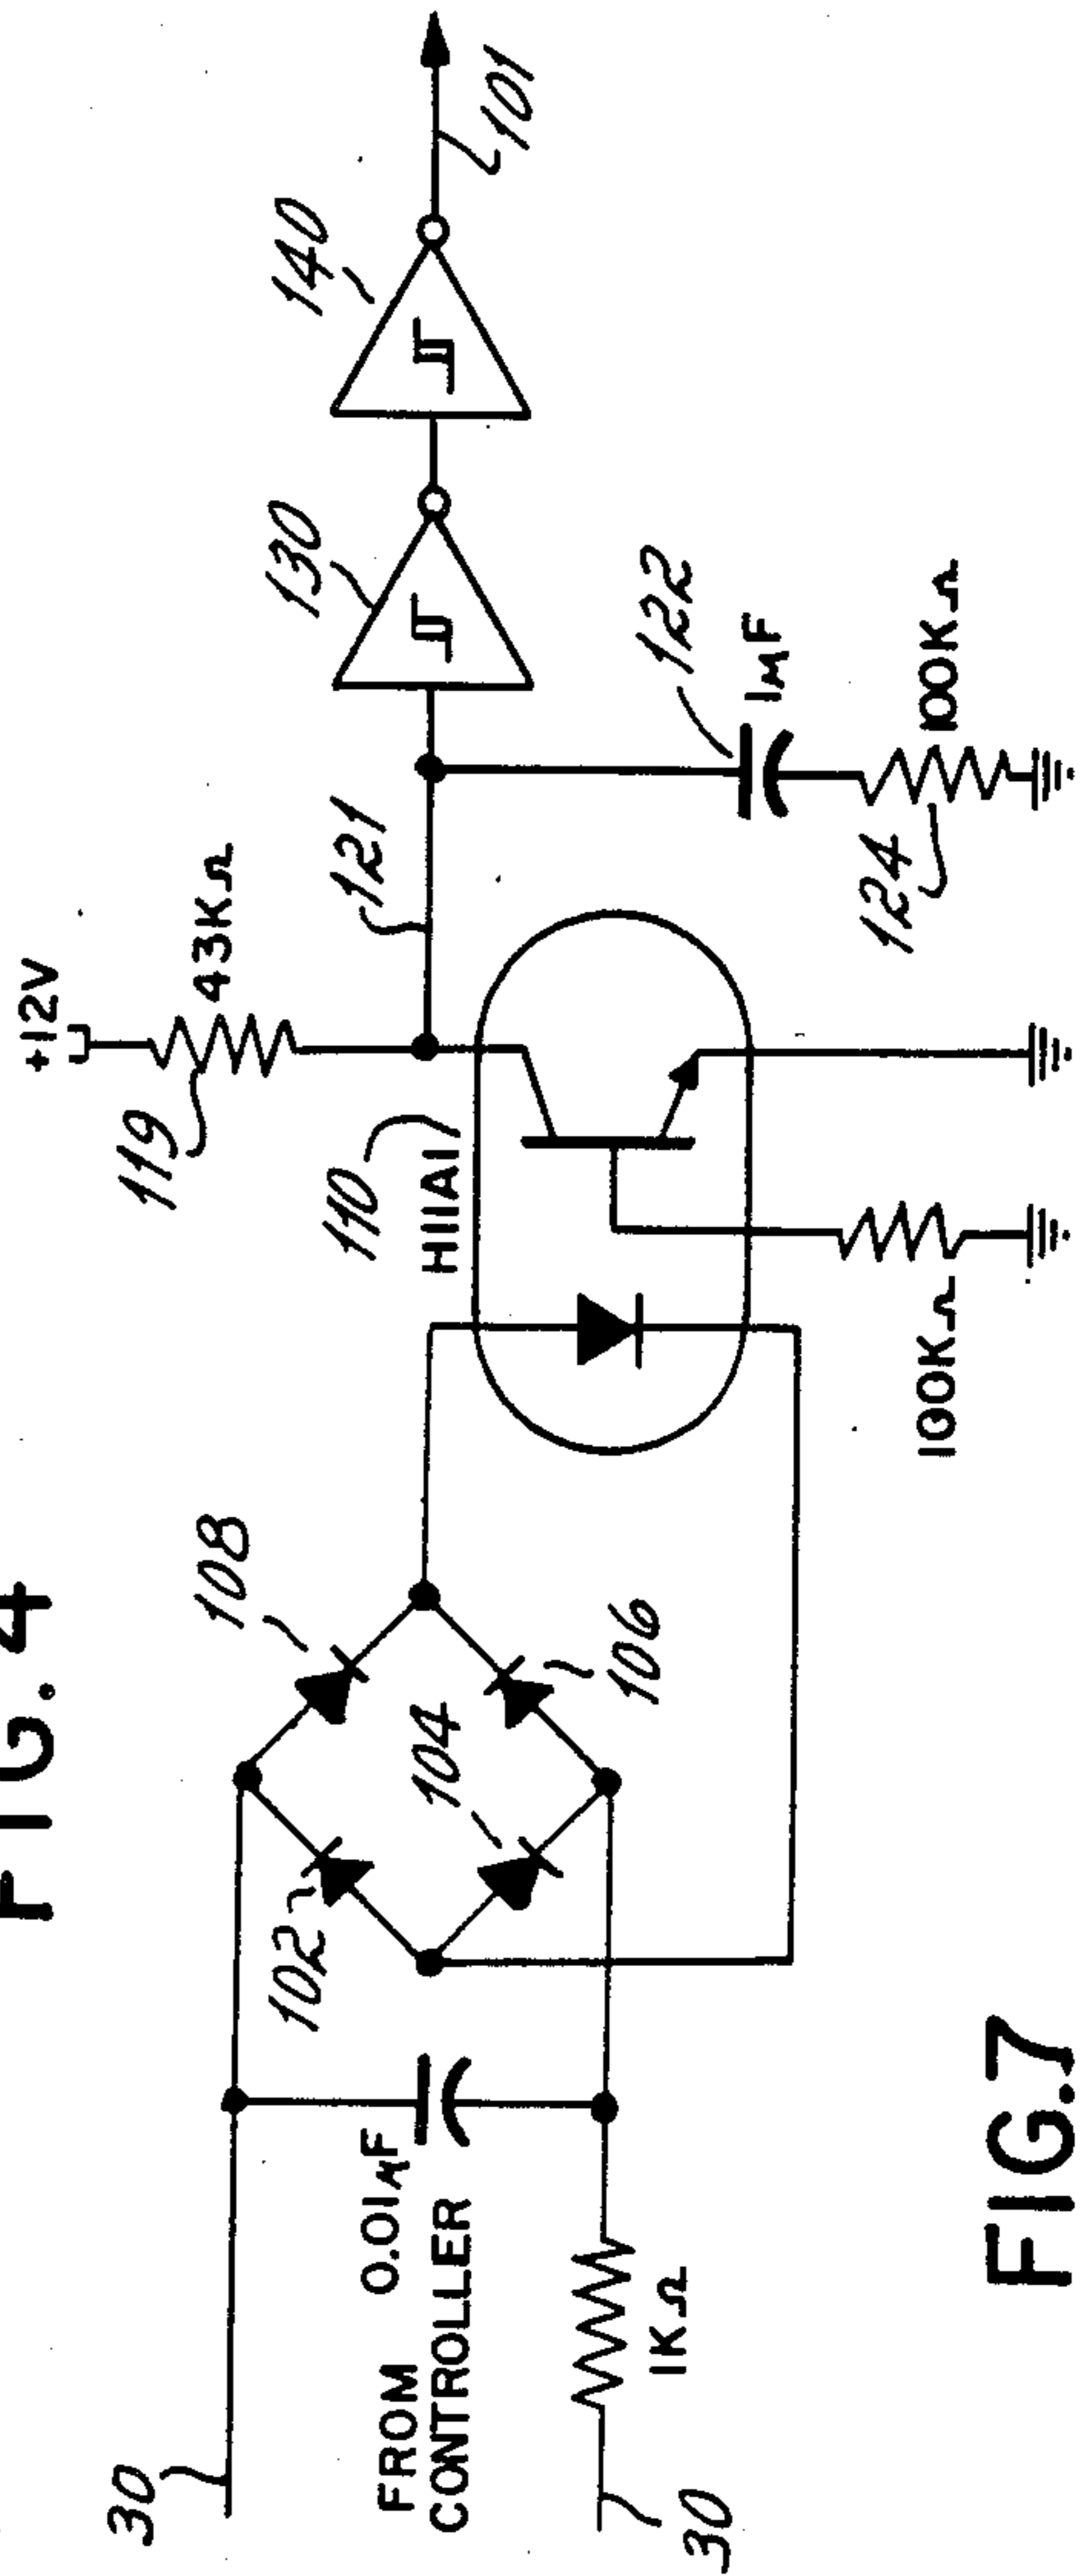 FIG. 4
+12V
119
43KΩ
121
110
H11A1
130
140
101
122
1µF
124
100KΩ
100KΩ
108
106
104
102
30
0.01µF
FROM
CONTROLLER
1KΩ
30
FIG.7